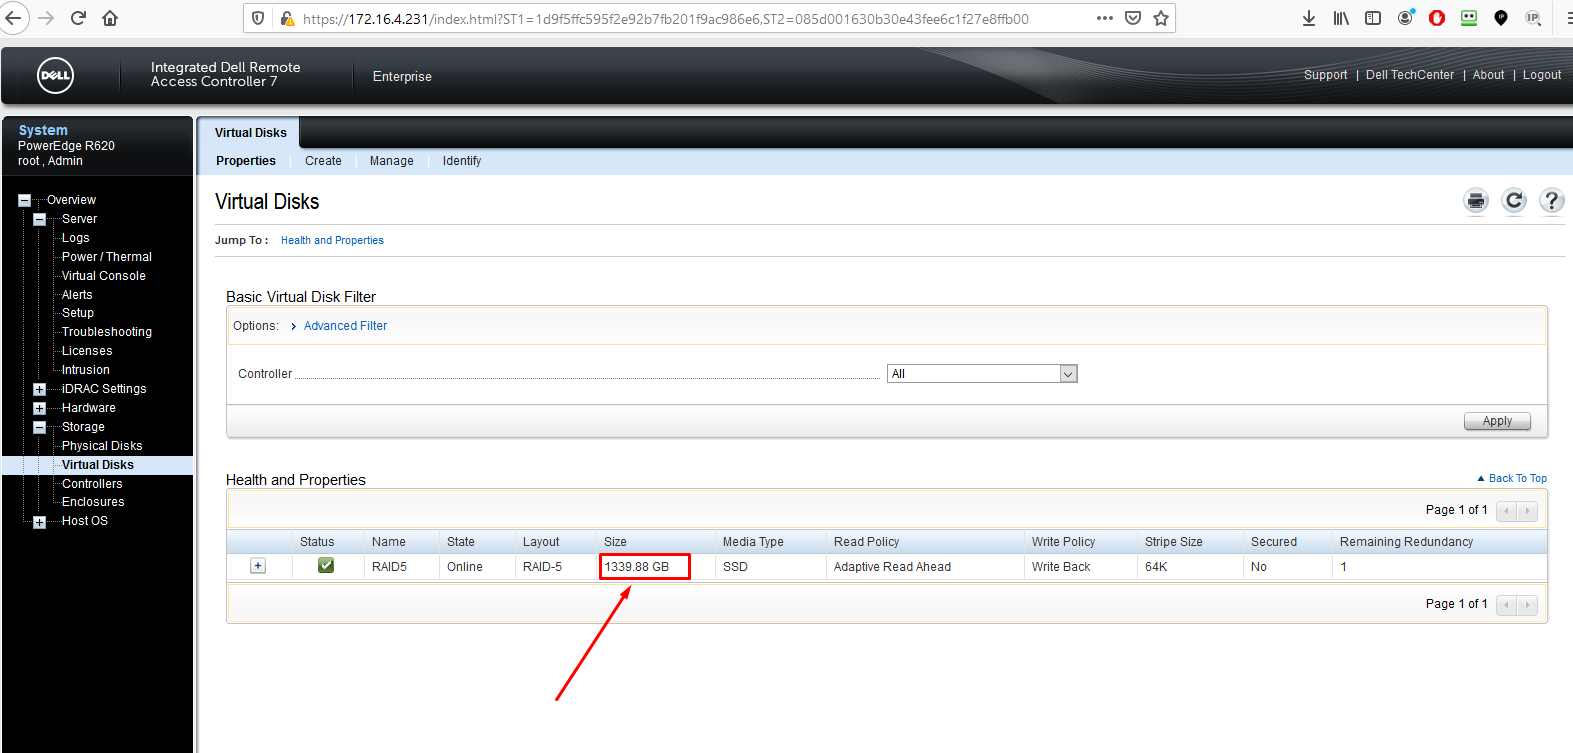 https://172.16.4.231/index.html?ST1=1d9f5ffc595f2e92b7fb201f9ac986e6,ST2=085d001630b30e43fee6c1f27e8ffb00
IP
IP
DELL
Integrated Dell Remote
Access Controller 7
Enterprise
Support | Dell TechCenter | About | Logout
System
PowerEdge R620
root , Admin
Overview
Server
Logs
Power / Thermal
Virtual Console
Alerts
Setup
Troubleshooting
Licenses
Intrusion
iDRAC Settings
Hardware
Storage
Physical Disks
Virtual Disks
Controllers
Enclosures
Host OS
Virtual Disks
Properties Create Manage Identify
Virtual Disks
Jump To : Health and Properties
Basic Virtual Disk Filter
Options: Advanced Filter
Controller All
Apply
Health and Properties
Back To Top
Page 1 of 1
Status Name State Layout Size Media Type Read Policy Write Policy Stripe Size Secured Remaining Redundancy
RAID5 Online RAID-5 1339.88 GB SSD Adaptive Read Ahead Write Back 64K No 1
Page 1 of 1